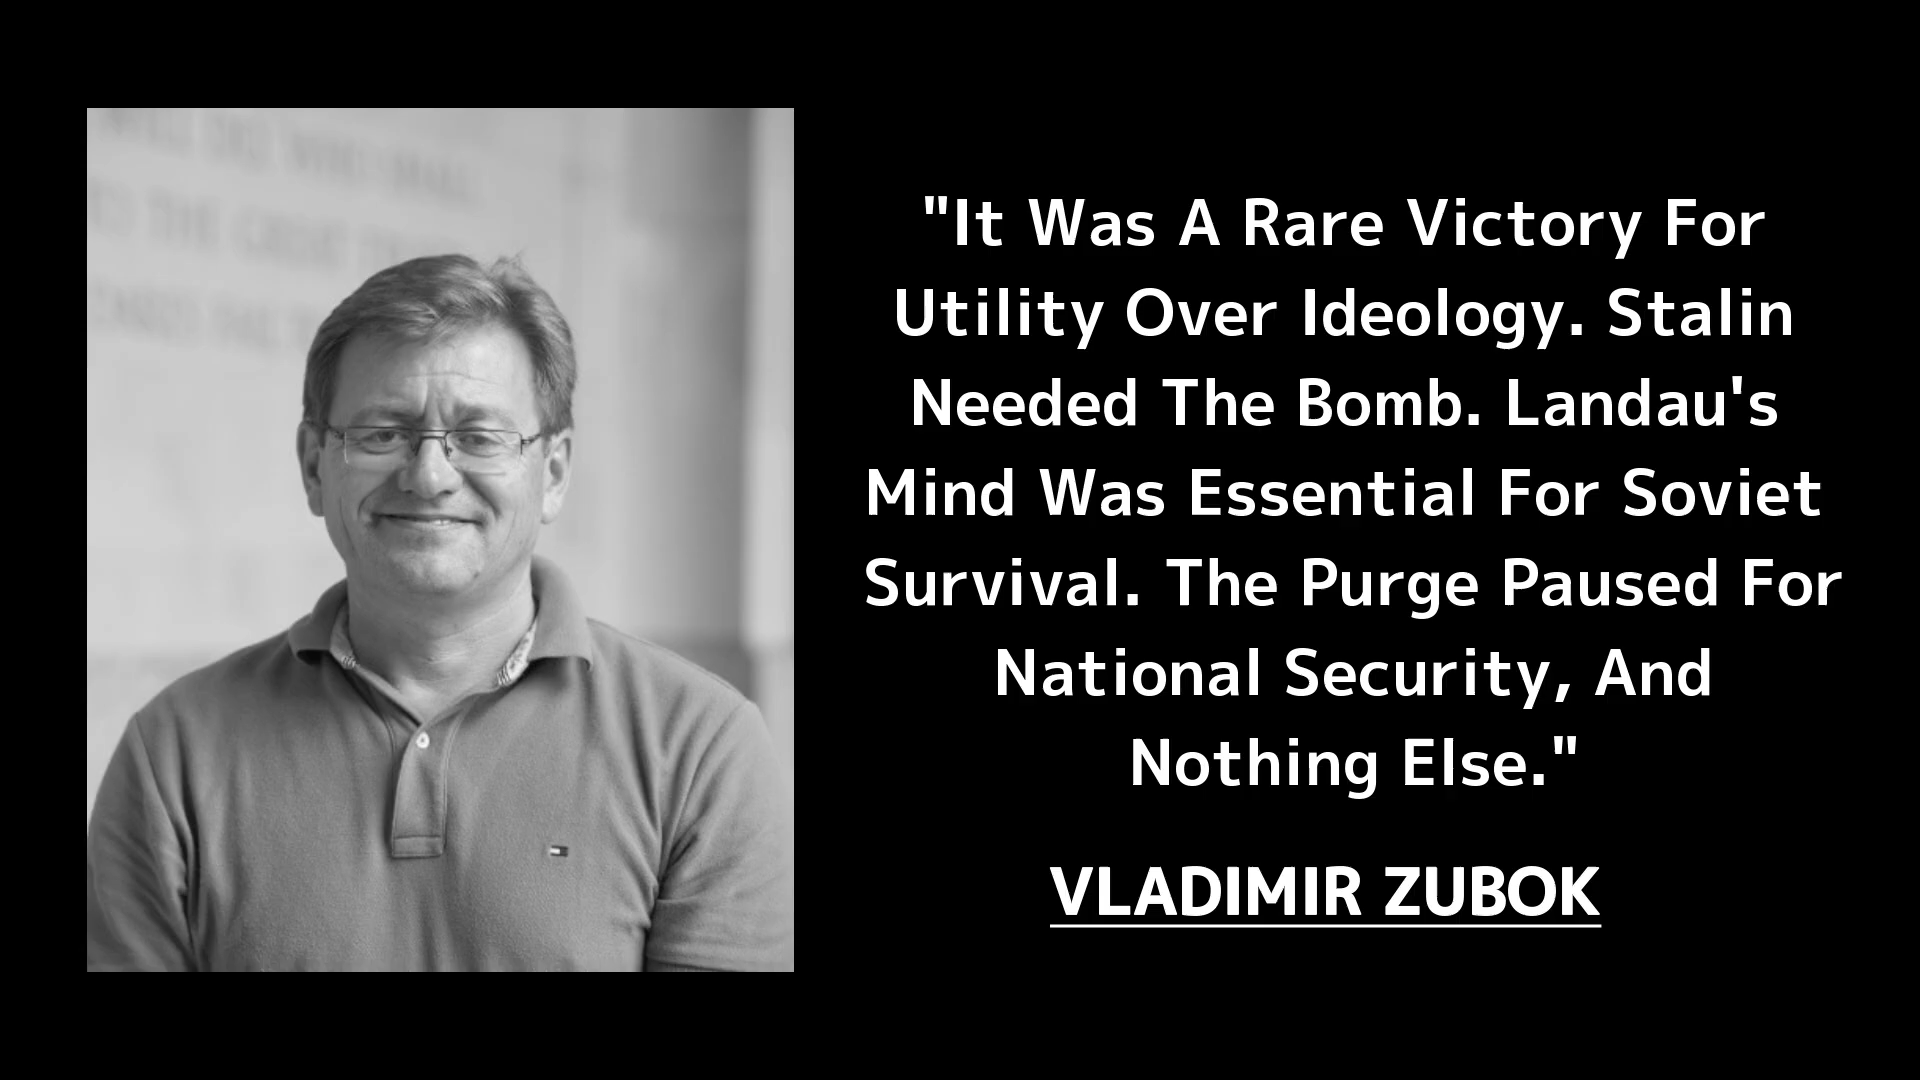 "It Was A Rare Victory For
Utility Over Ideology. Stalin
Needed The Bomb. Landau's
Mind Was Essential For Soviet
Survival. The Purge Paused For
National Security, And
Nothing Else."
VLADIMIR ZUBOK